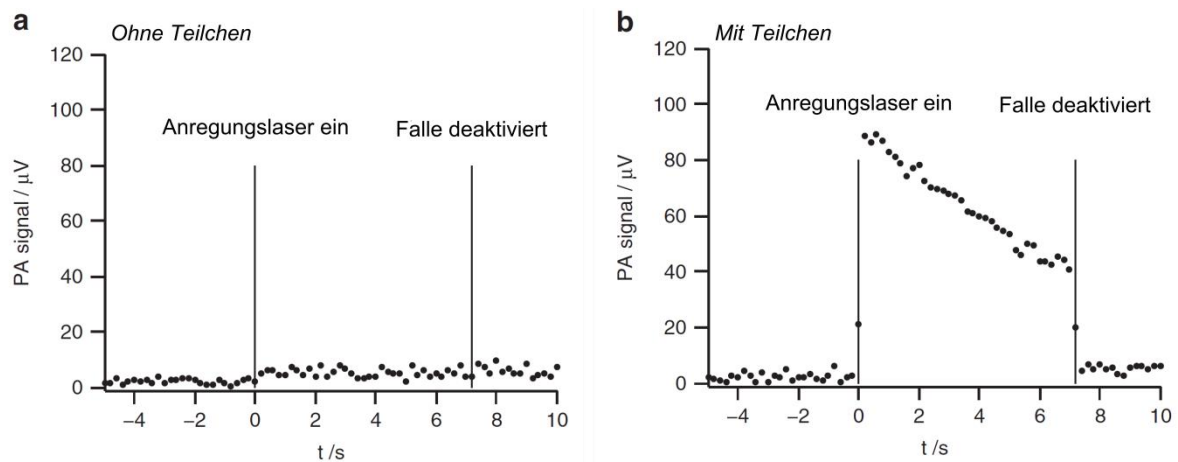 a
Ohne Teilchen
120
100
80
60
40
20
0
PA signal / µV
Anregungslaser ein
Falle deaktiviert
−4
−2
0
2
4
6
8
10
t /s
b
Mit Teilchen
120
100
80
60
40
20
0
PA signal / µV
Anregungslaser ein
Falle deaktiviert
−4
−2
0
2
4
6
8
10
t /s